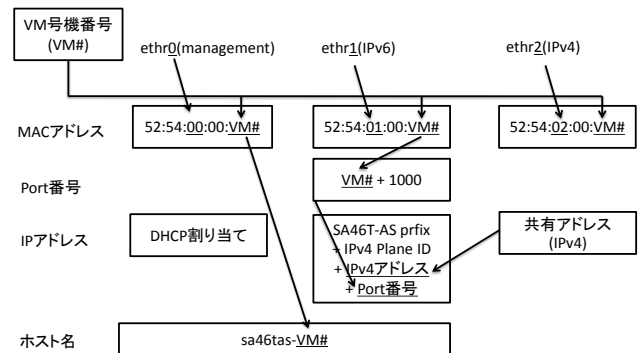 VM号機番号
(VM#)
ethr0(management)
ethr1(IPv6)
ethr2(IPv4)
MACアドレス
52:54:00:00:VM#
52:54:01:00:VM#
52:54:02:00:VM#
Port番号
VM# + 1000
IPアドレス
DHCP割り当て
SA46T-AS prfix
+ IPv4 Plane ID
+ IPv4アドレス
+ Port番号
共有アドレス
(IPv4)
ホスト名
sa46tas-VM#